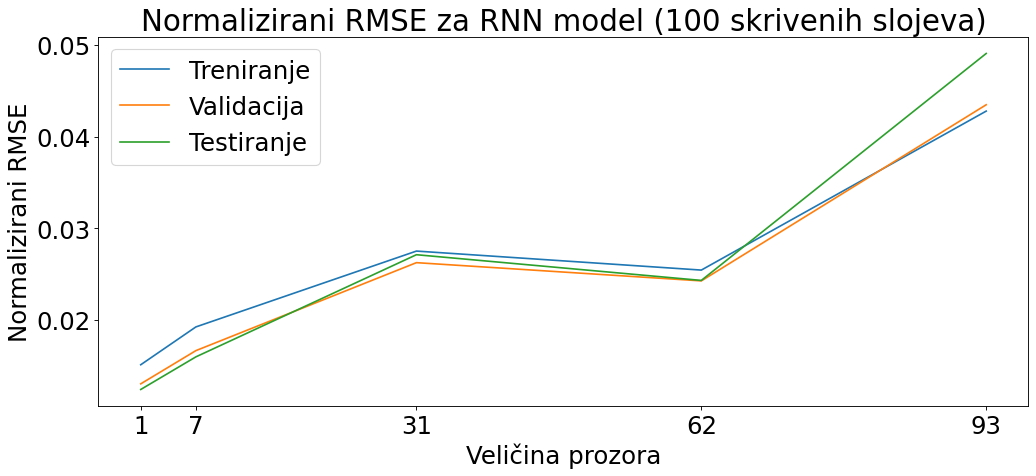 Normalizirani RMSE za RNN model (100 skrivenih slojeva)
Normalizirani RMSE
0.05
0.04
0.03
0.02
Treniranje
Validacija
Testiranje
1 7 31 62 93
Veličina prozora